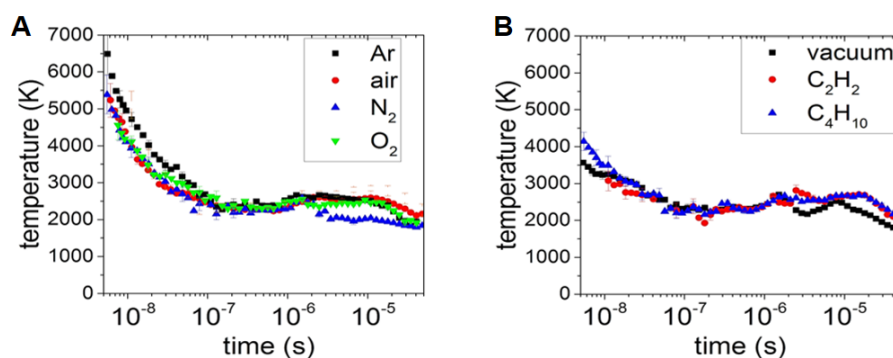 A
7000
6000
5000
4000
3000
2000
1000
0
temperature (K)
Ar
air
N₂
O₂
10⁻⁸ 10⁻⁷ 10⁻⁶ 10⁻⁵
time (s)
B
7000
6000
5000
4000
3000
2000
1000
0
temperature (K)
vacuum
C₂H₂
C₄H₁₀
10⁻⁸ 10⁻⁷ 10⁻⁶ 10⁻⁵
time (s)